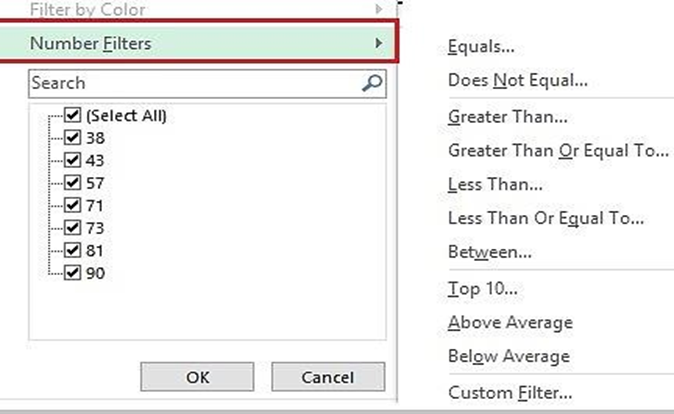 Filter by Color
Number Filters
Search
(Select All)
38
43
57
71
73
81
90
OK
Cancel
Equals...
Does Not Equal...
Greater Than...
Greater Than Or Equal To...
Less Than...
Less Than Or Equal To...
Between...
Top 10...
Above Average
Below Average
Custom Filter...